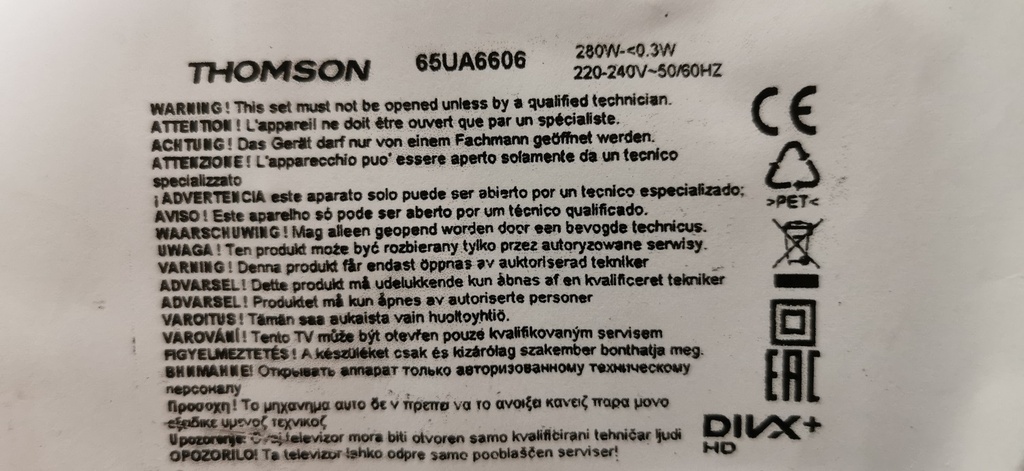 THOMSON 65UA6606 280W-<0.3W
220-240V~50/60HZ
WARNING! This set must not be opened unless by a qualified technician.
ATTENTION! L'appareil ne doit être ouvert que par un spécialiste.
ACHTUNG! Das Gerät darf nur von einem Fachmann geöffnet werden.
ATTENZIONE! L'apparecchio puo' essere aperto solamente da un tecnico
specializzato
¡ADVERTENCIA este aparato solo puede ser abierto por un tecnico especializado;
AVISO! Este aparelho só pode ser aberto por um técnico qualificado.
WAARSCHUWING! Mag alleen geopend worden door een bevogde technicus.
UWAGA! Ten produkt może być rozbierany tylko przez autoryzowane serwisy.
VARNING! Denna produkt får endast öppnas av auktoriserad tekniker
ADVARSEL! Dette produkt må udelukkende kun åbnes af en kvalificeret tekniker
ADVARSEL! Produktet må kun åpnes av autoriserte personer
VAROITUS! Tämän saa aukaista vain huoltoyhtiö.
VAROVÁNÍ! Tento TV může být otevřen pouze kvalifikovaným servisem
FIGYELMEZTETÉS! A készüléket csak és kizárólag szakember bonthatja meg.
ВНИМАНИЕ! Открывать аппарат только авторизованному техническому
персоналу
Προσοχη! Το μηχανημα αυτο δε ν πρεπει να το ανοιξει κανείζ παρα μονο
εξειδικε υμενοζ τεχνικοζ
Upozorenje: Ovaj televizor mora biti otvoren samo kvalificirani tehničar ljudi
OPOZORILO! Ta televizor lahko odpre samo pooblaščen serviser!
CE
>PET<
EAC
DIVX+
HD